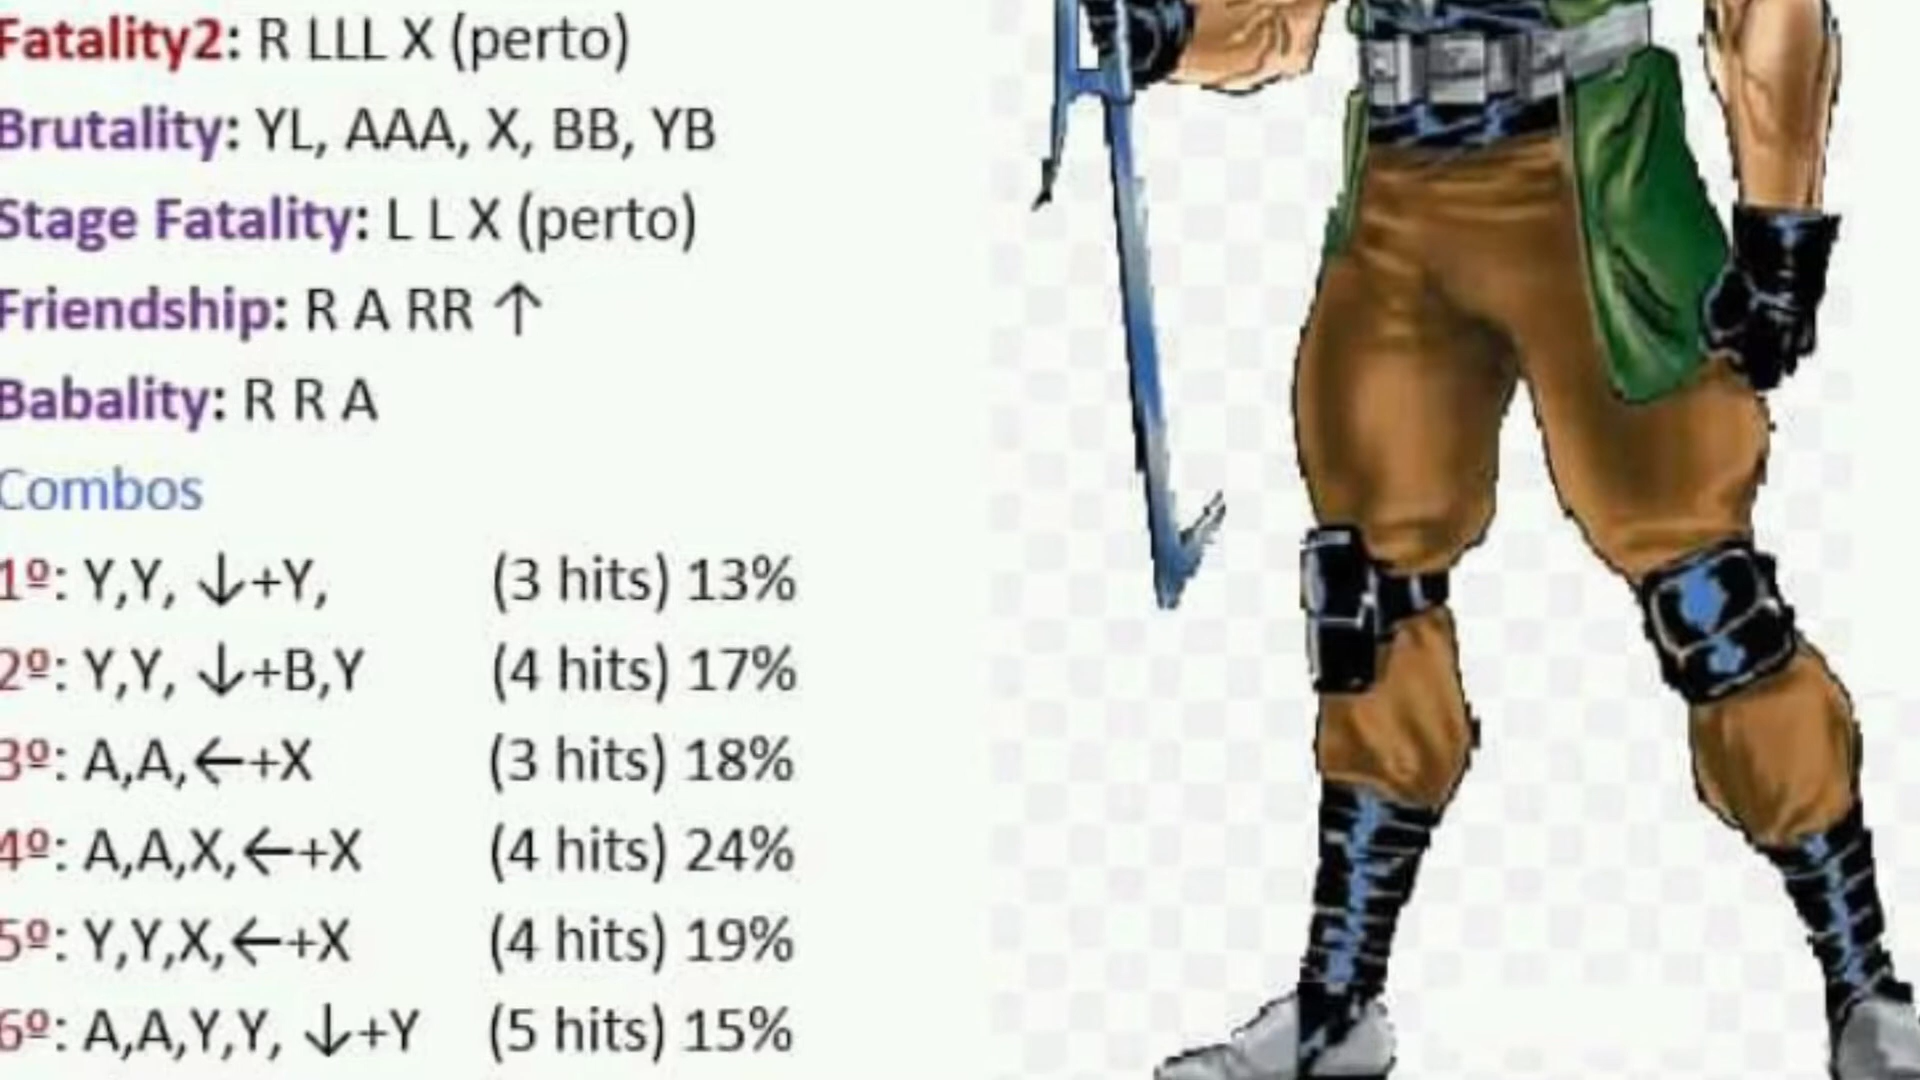 Fatality2: R LLL X (perto)
Brutality: YL, AAA, X, BB, YB
Stage Fatality: L L X (perto)
Friendship: R A RR ↑
Babality: R R A
Combos
1º: Y,Y, ↓+Y, (3 hits) 13%
2º: Y,Y, ↓+B,Y (4 hits) 17%
3º: A,A,←+X (3 hits) 18%
4º: A,A,X,←+X (4 hits) 24%
5º: Y,Y,X,←+X (4 hits) 19%
6º: A,A,Y,Y, ↓+Y (5 hits) 15%